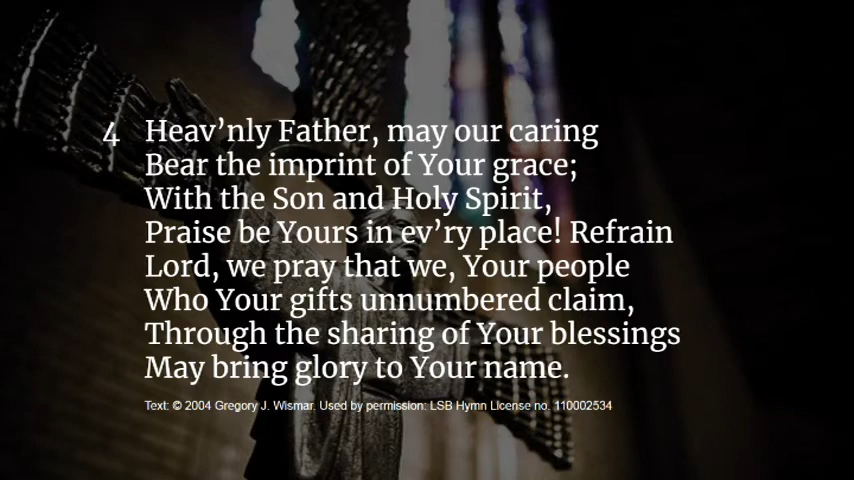 4 Heav’nly Father, may our caring
Bear the imprint of Your grace;
With the Son and Holy Spirit,
Praise be Yours in ev’ry place! Refrain
Lord, we pray that we, Your people
Who Your gifts unnumbered claim,
Through the sharing of Your blessings
May bring glory to Your name.
Text: © 2004 Gregory J. Wismar. Used by permission: LSB Hymn License no. 110002534